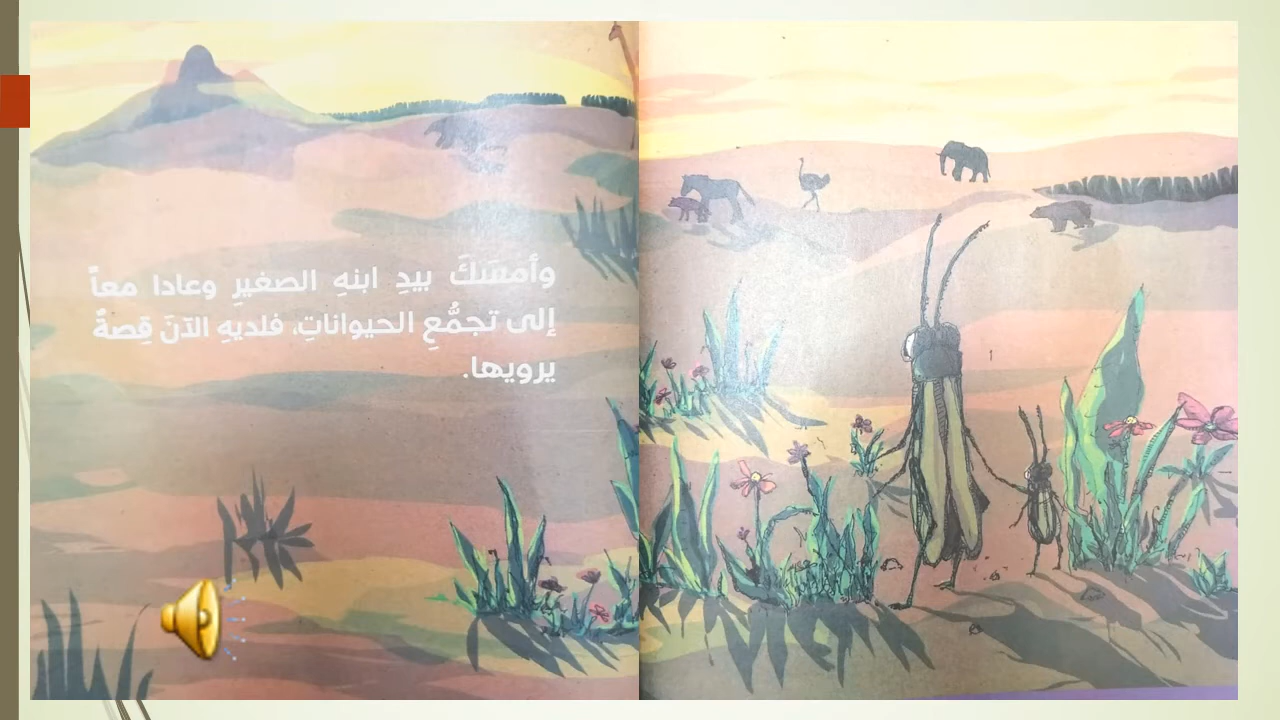 وأمسَكَ بيدِ ابنهِ الصغيرِ وعادا معاً
إلى تجمُّعِ الحيواناتِ، فلديهِ الآنَ قِصةٌ
يرويها.